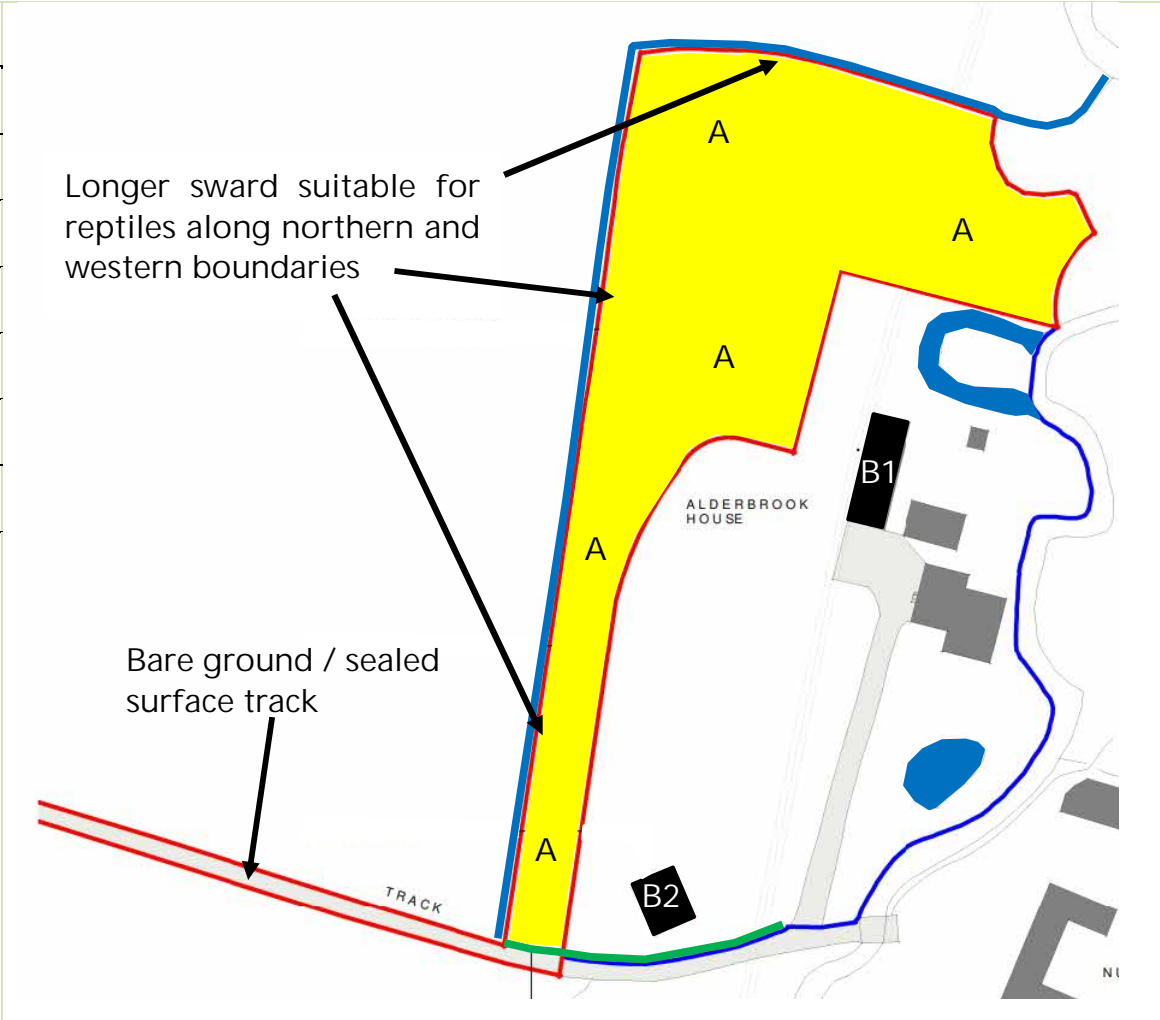 A
Longer sward suitable for
reptiles along northern and
western boundaries
A
A
B1
ALDERBROOK
HOUSE
A
Bare ground / sealed
surface track
A
TRACK
B2
NU